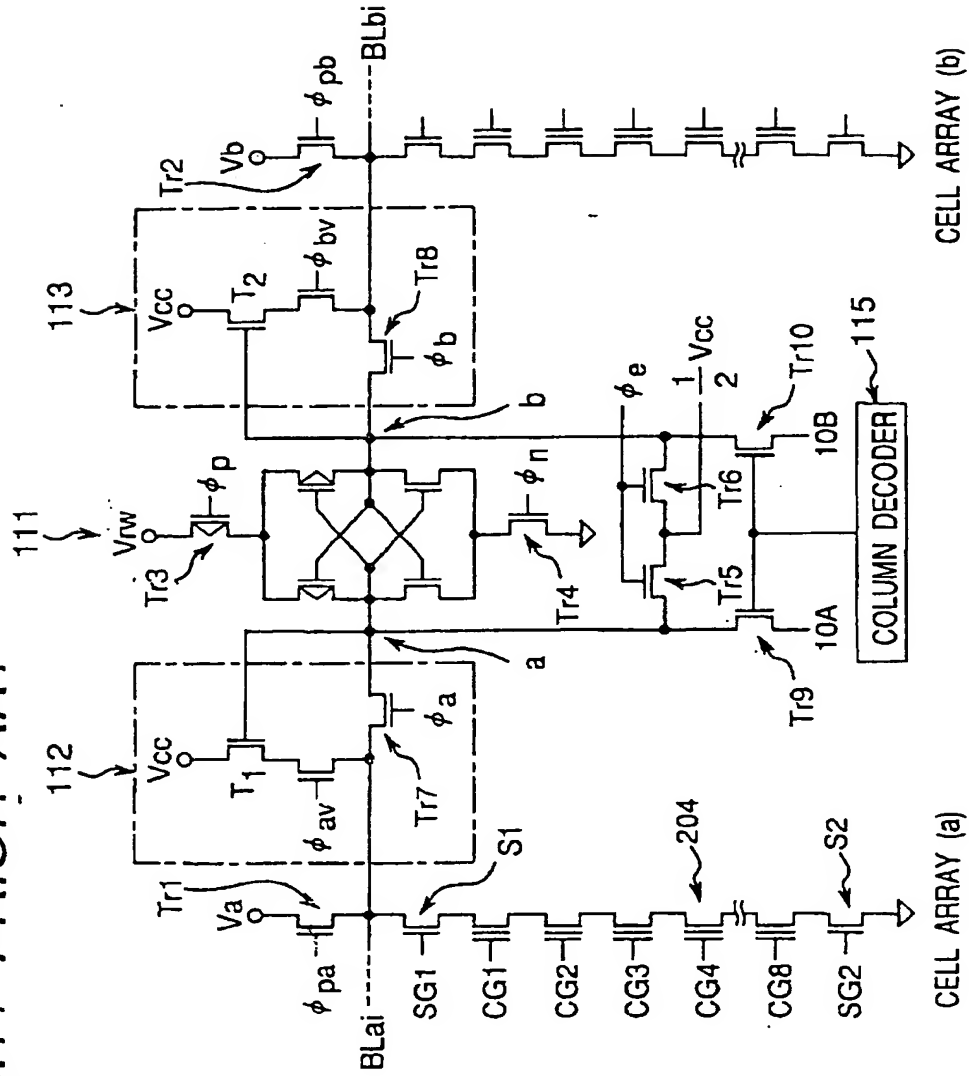 111
112
113
Vrw
Vcc
Vcc
Va
Vb
Tr1
Tr2
Tr3
ϕp
T1
T2
ϕpa
ϕpb
ϕav
ϕbv
BLai
BLbi
Tr7
Tr8
ϕa
ϕb
a
b
ϕn
Tr4
S1
SG1
CG1
CG2
CG3
CG4
204
CG8
SG2
S2
ϕe
Tr5
Tr6
1
2
Vcc
Tr9
Tr10
10A
10B
COLUMN DECODER
115
CELL ARRAY (a)
CELL ARRAY (b)